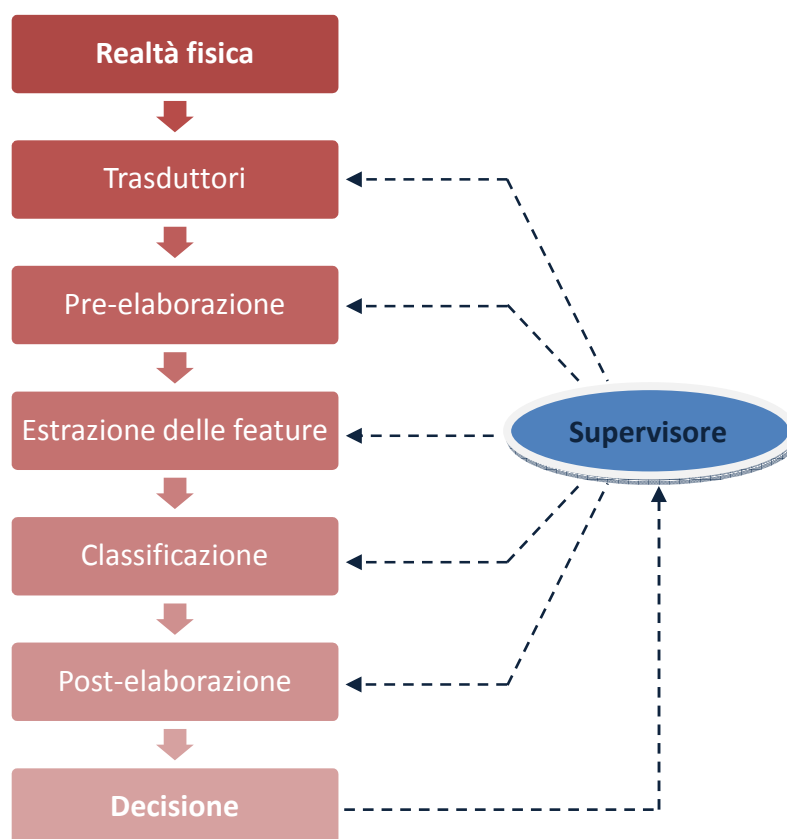 Realtà fisica
Trasduttori
Pre-elaborazione
Estrazione delle feature
Supervisore
Classificazione
Post-elaborazione
Decisione